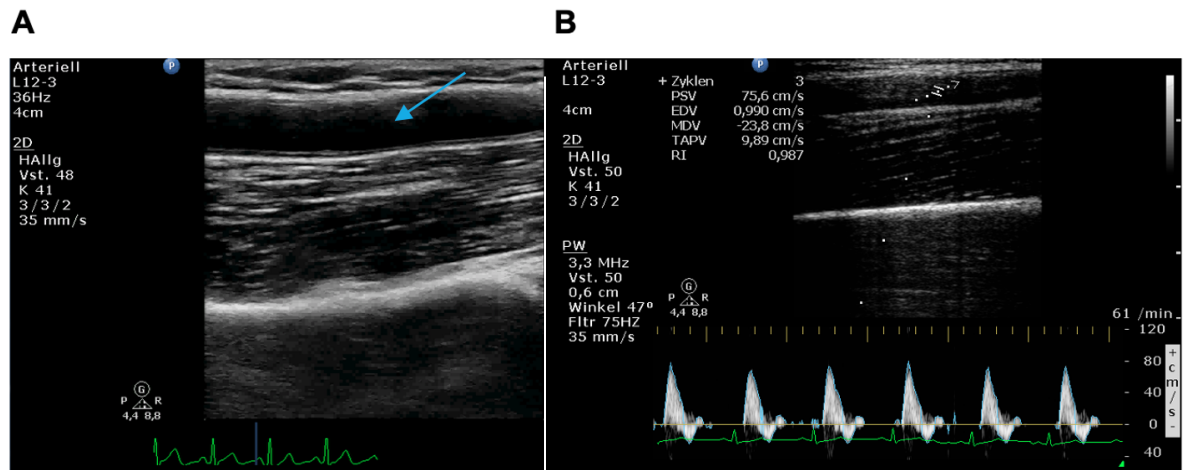 A
Arteriell
L12-3
36Hz
4cm
2D
HAllg
Vst. 48
K 41
3/3/2
35 mm/s
P
G
P R
4,4 8,8
B
Arteriell
L12-3
4cm
2D
HAllg
Vst. 50
K 41
3/3/2
35 mm/s
PW
3,3 MHz
Vst. 50
0,6 cm
Winkel 47°
Fltr 75HZ
35 mm/s
P
+ Zyklen 3
PSV 75,6 cm/s
EDV 0,990 cm/s
MDV -23,8 cm/s
TAPV 9,89 cm/s
RI 0,987
G
P R
4,4 8,8
61 /min
120
80
40
0
40
+cm/s-